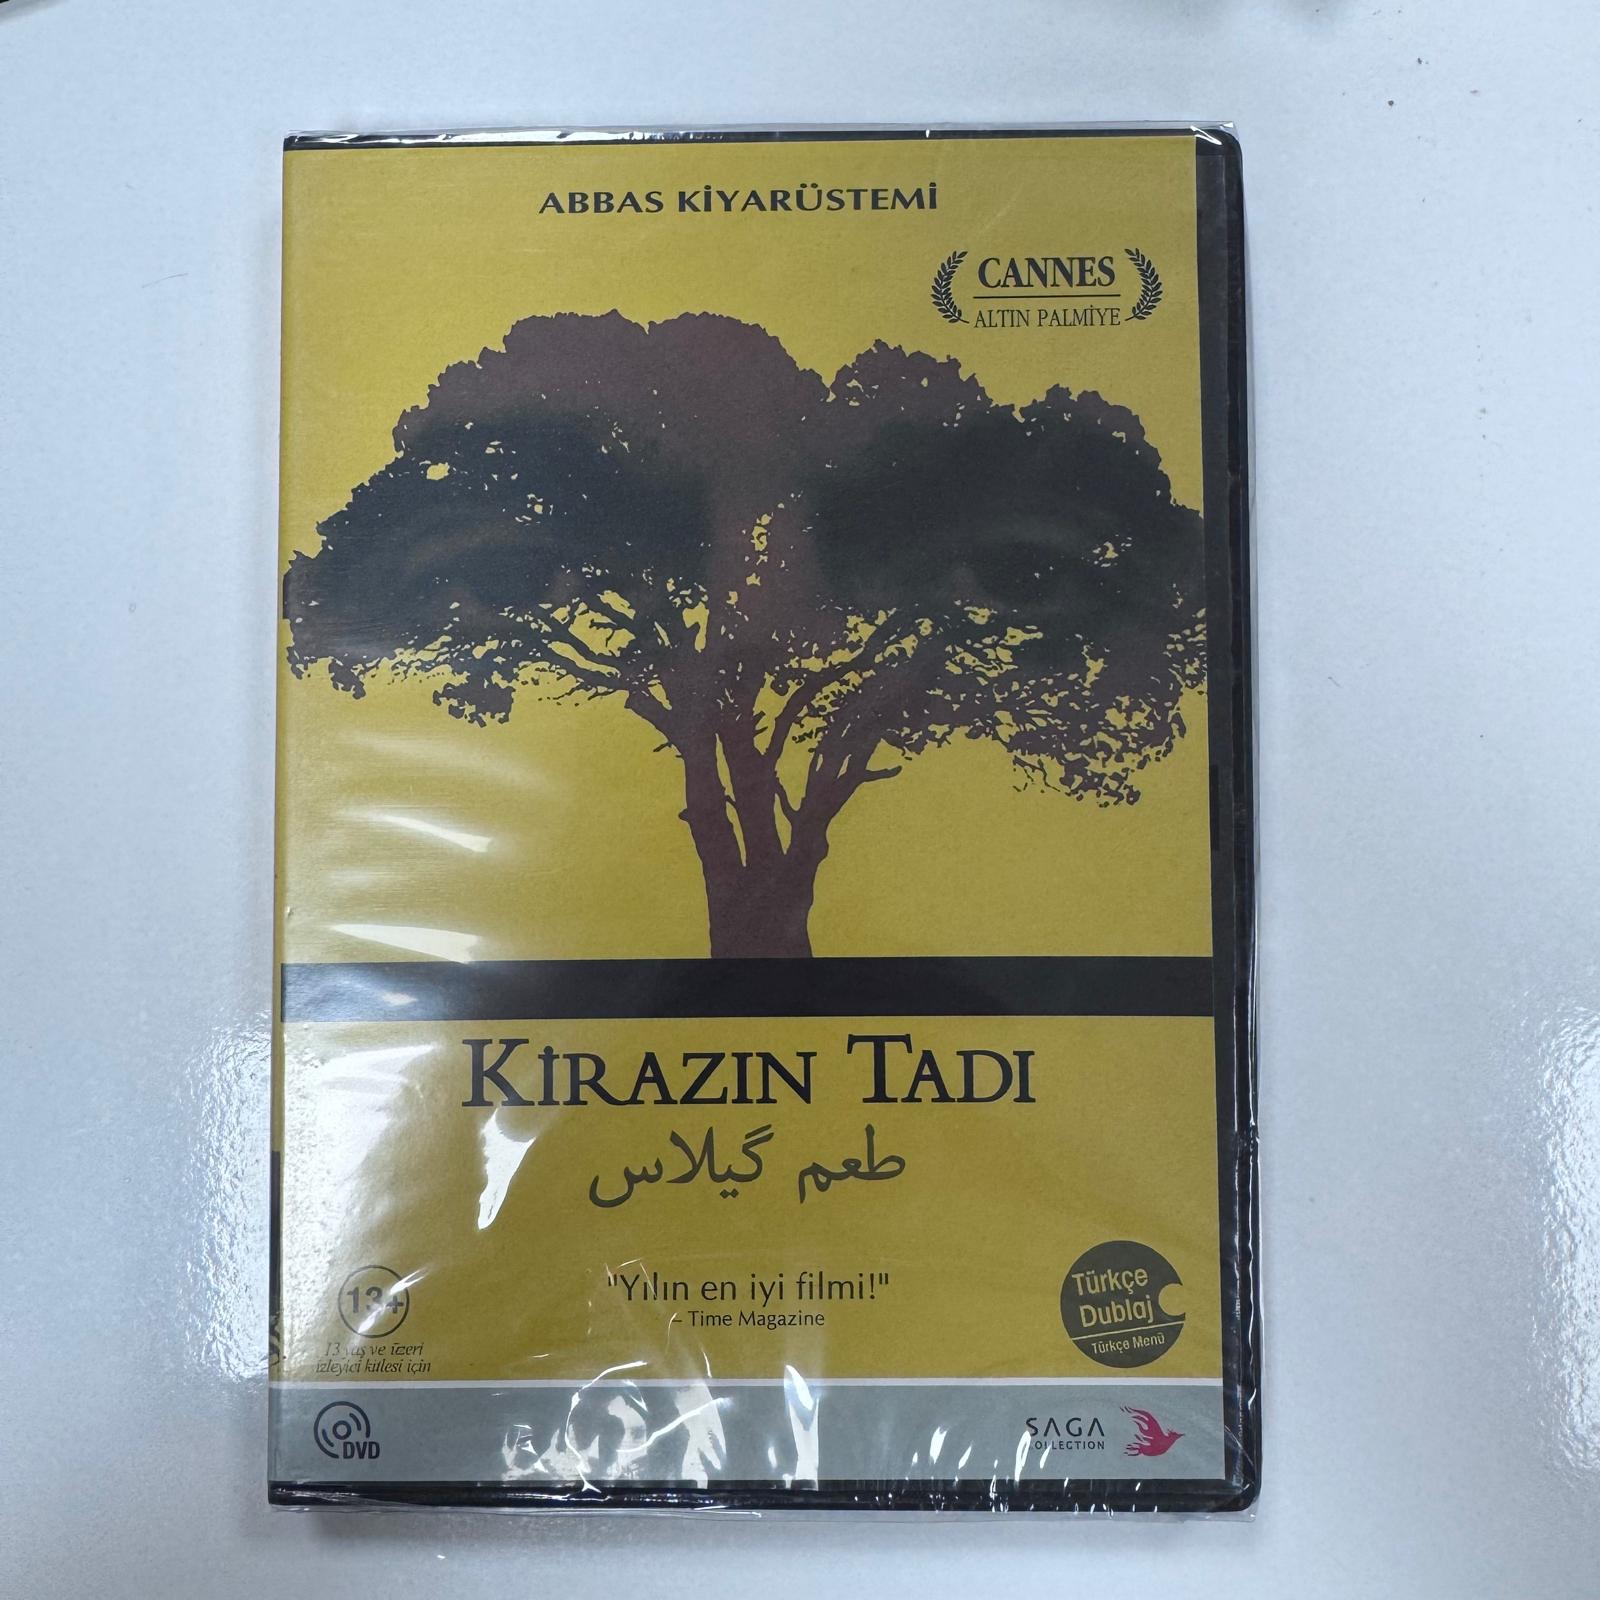 ABBAS KİYARÜSTEMİ
CANNES
ALTIN PALMİYE
KİRAZIN TADI
طعم گیلاس
"Yılın en iyi filmi!"
– Time Magazine
13+
13 yaş ve üzeri
izleyici kitlesi için
Türkçe
Dublaj
Türkçe Menü
DVD
SAGA
COLLECTION